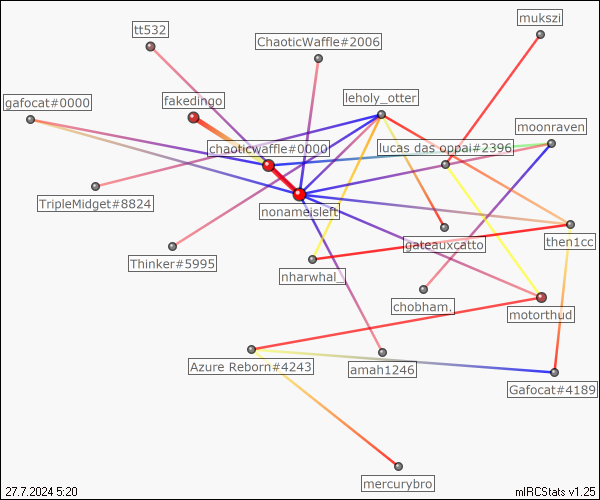 mukszi
tt532
ChaoticWaffle#2006
gafocat#0000
fakedingo
leholy_otter
moonraven
chaoticwaffle#0000
lucas das oppai#2396
TripleMidget#8824
nonameisleft
gateauxcatto
then1cc
Thinker#5995
nharwhal_
chobham.
motorthud
Azure Reborn#4243
amah1246
Gafocat#4189
mercurybro
27.7.2024 5:20
mIRCStats v1.25